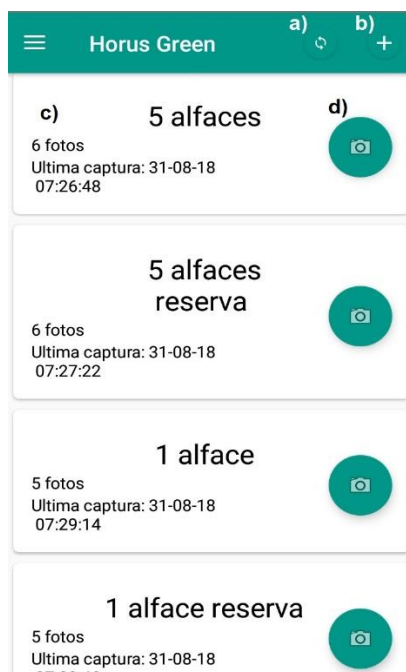 a) b)
Horus Green
c) 5 alfaces d)
6 fotos
Ultima captura: 31-08-18
07:26:48
5 alfaces
reserva
6 fotos
Ultima captura: 31-08-18
07:27:22
1 alface
5 fotos
Ultima captura: 31-08-18
07:29:14
1 alface reserva
5 fotos
Ultima captura: 31-08-18